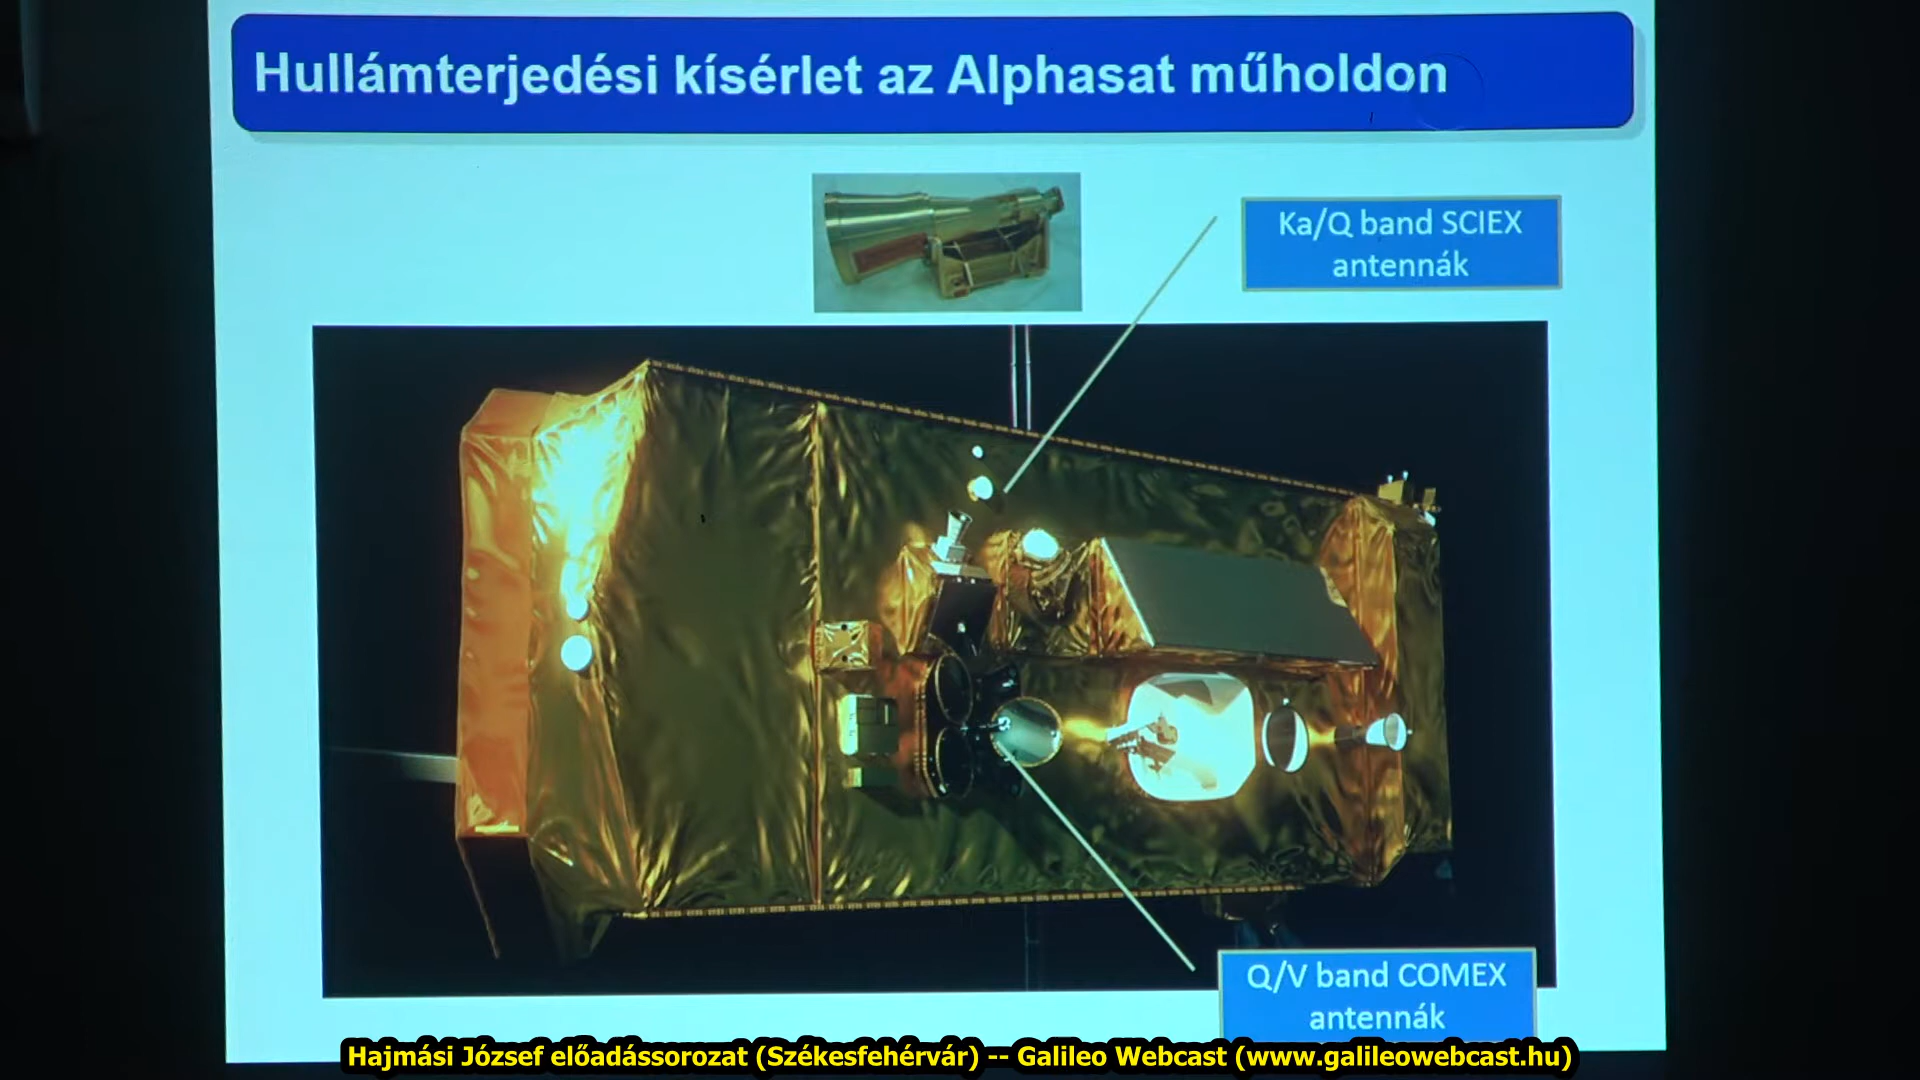 Hullámterjedési kísérlet az Alphasat műholdon
Ka/Q band SCIEX
antennák
Q/V band COMEX
antennák
Hajmási József előadássorozat (Székesfehérvár) -- Galileo Webcast (www.galileowebcast.hu)